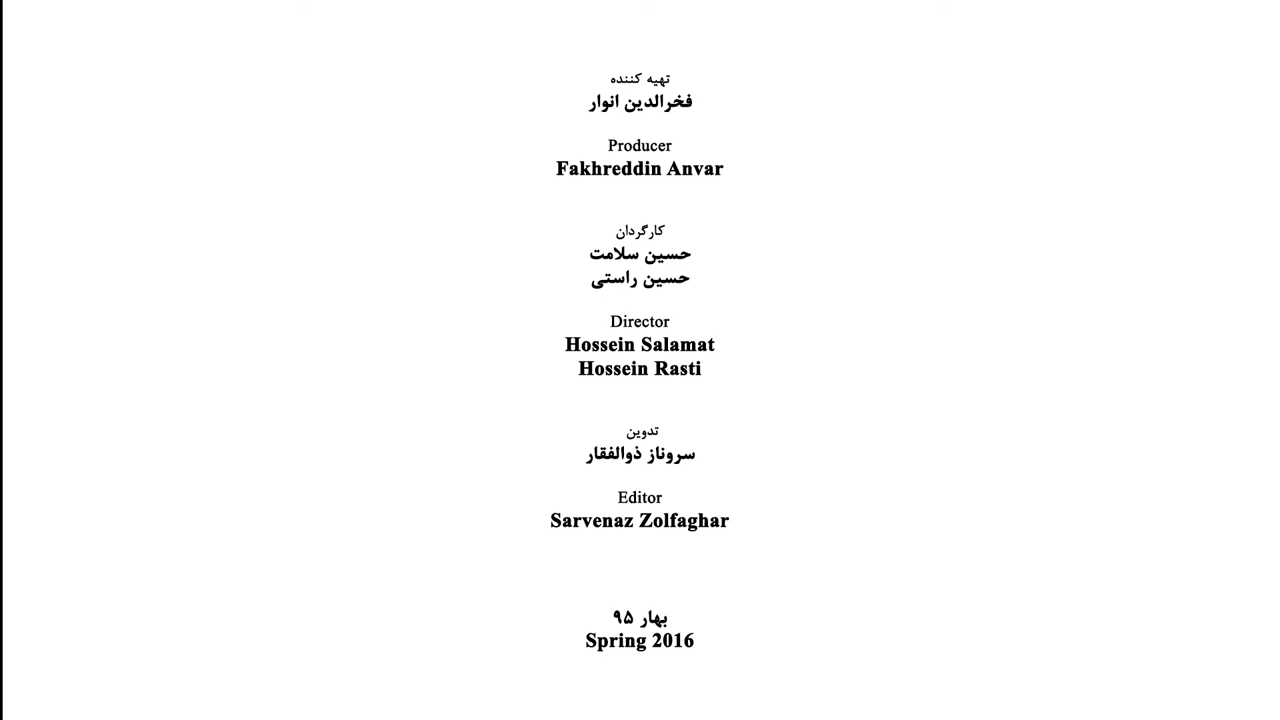 تهیه کننده
فخرالدین انوار
Producer
Fakhreddin Anvar
کارگردان
حسین سلامت
حسین راستی
Director
Hossein Salamat
Hossein Rasti
تدوین
سروناز ذوالفقار
Editor
Sarvenaz Zolfaghar
بهار ۹۵
Spring 2016